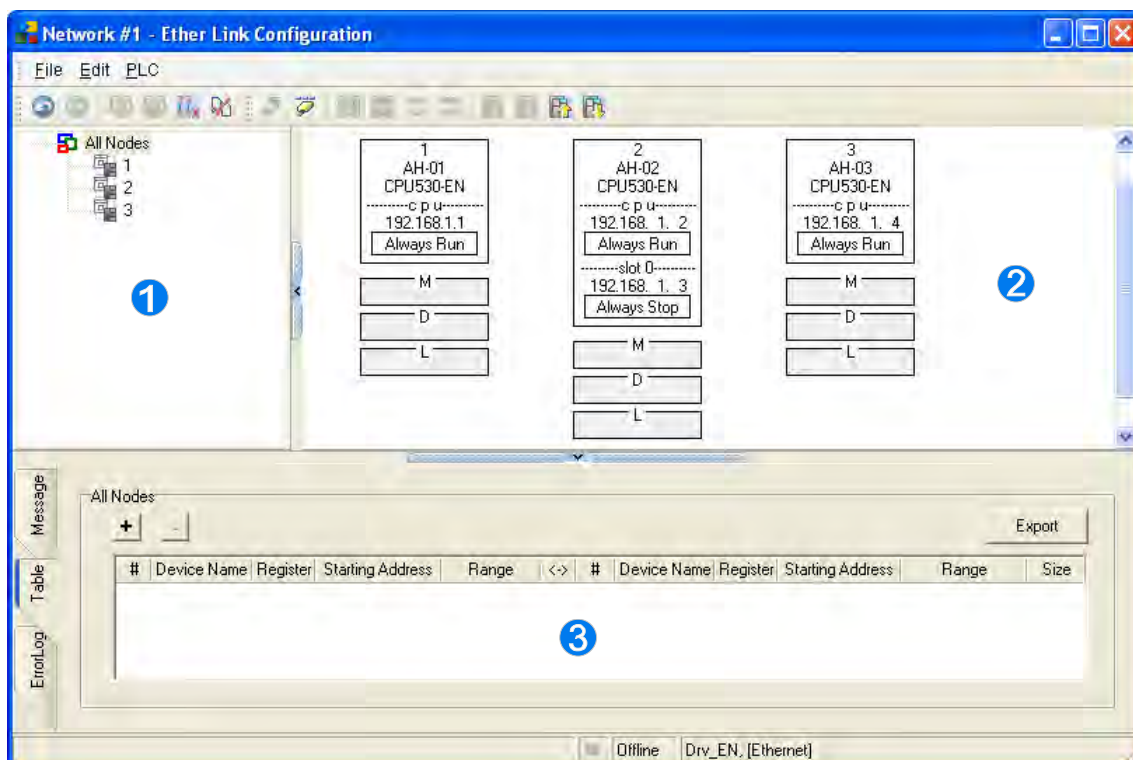 Network #1 - Ether Link Configuration
File Edit PLC
All Nodes
1
2
3
1
1
AH-01
CPU530-EN
--------c p u--------
192.168.1.1
Always Run
M
D
L
2
AH-02
CPU530-EN
--------c p u--------
192.168. 1. 2
Always Run
--------slot 0---------
192.168. 1. 3
Always Stop
M
D
L
3
AH-03
CPU530-EN
--------c p u--------
192.168. 1. 4
Always Run
M
D
L
2
Message
Table
ErrorLog
All Nodes
+ -
Export
# Device Name Register Starting Address Range <-> # Device Name Register Starting Address Range Size
3
Offline Drv_EN, [Ethernet]